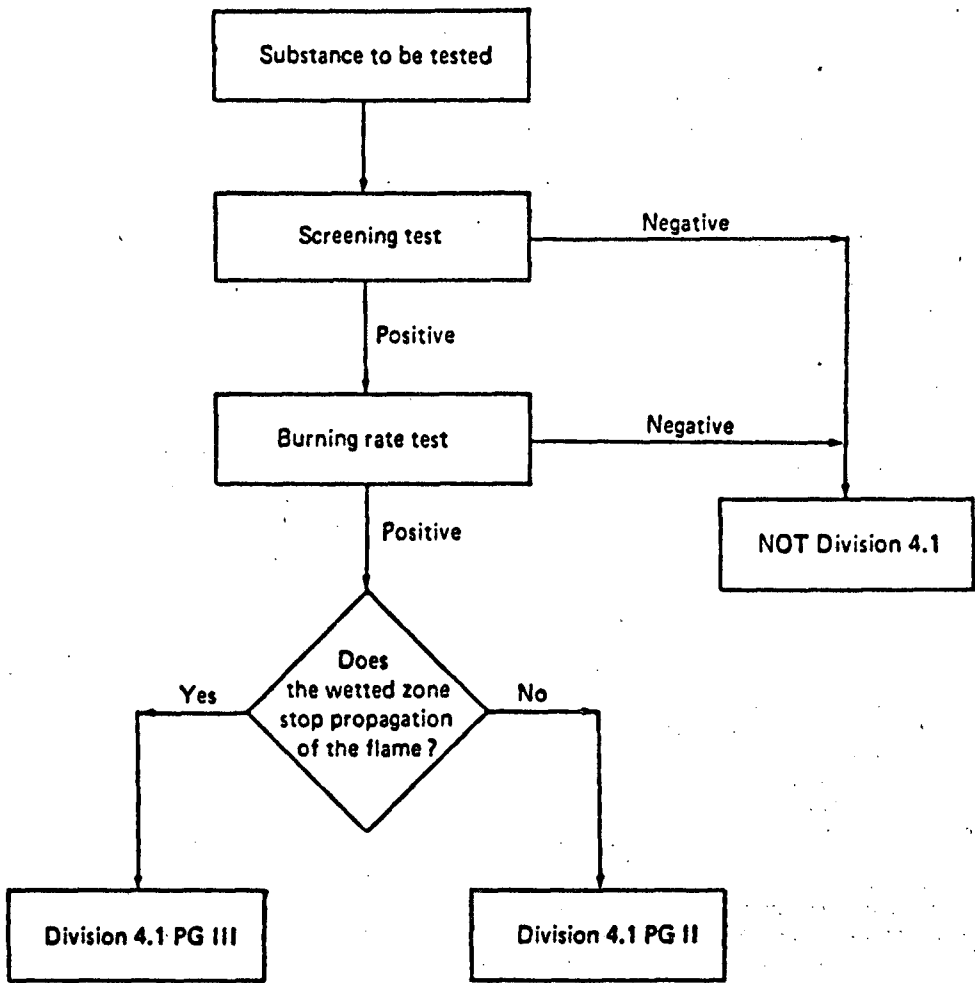 Substance to be tested
Screening test
Negative
Positive
Burning rate test
Negative
Positive
NOT Division 4.1
Does
the wetted zone
stop propagation
of the flame?
Yes
No
Division 4.1 PG III
Division 4.1 PG II